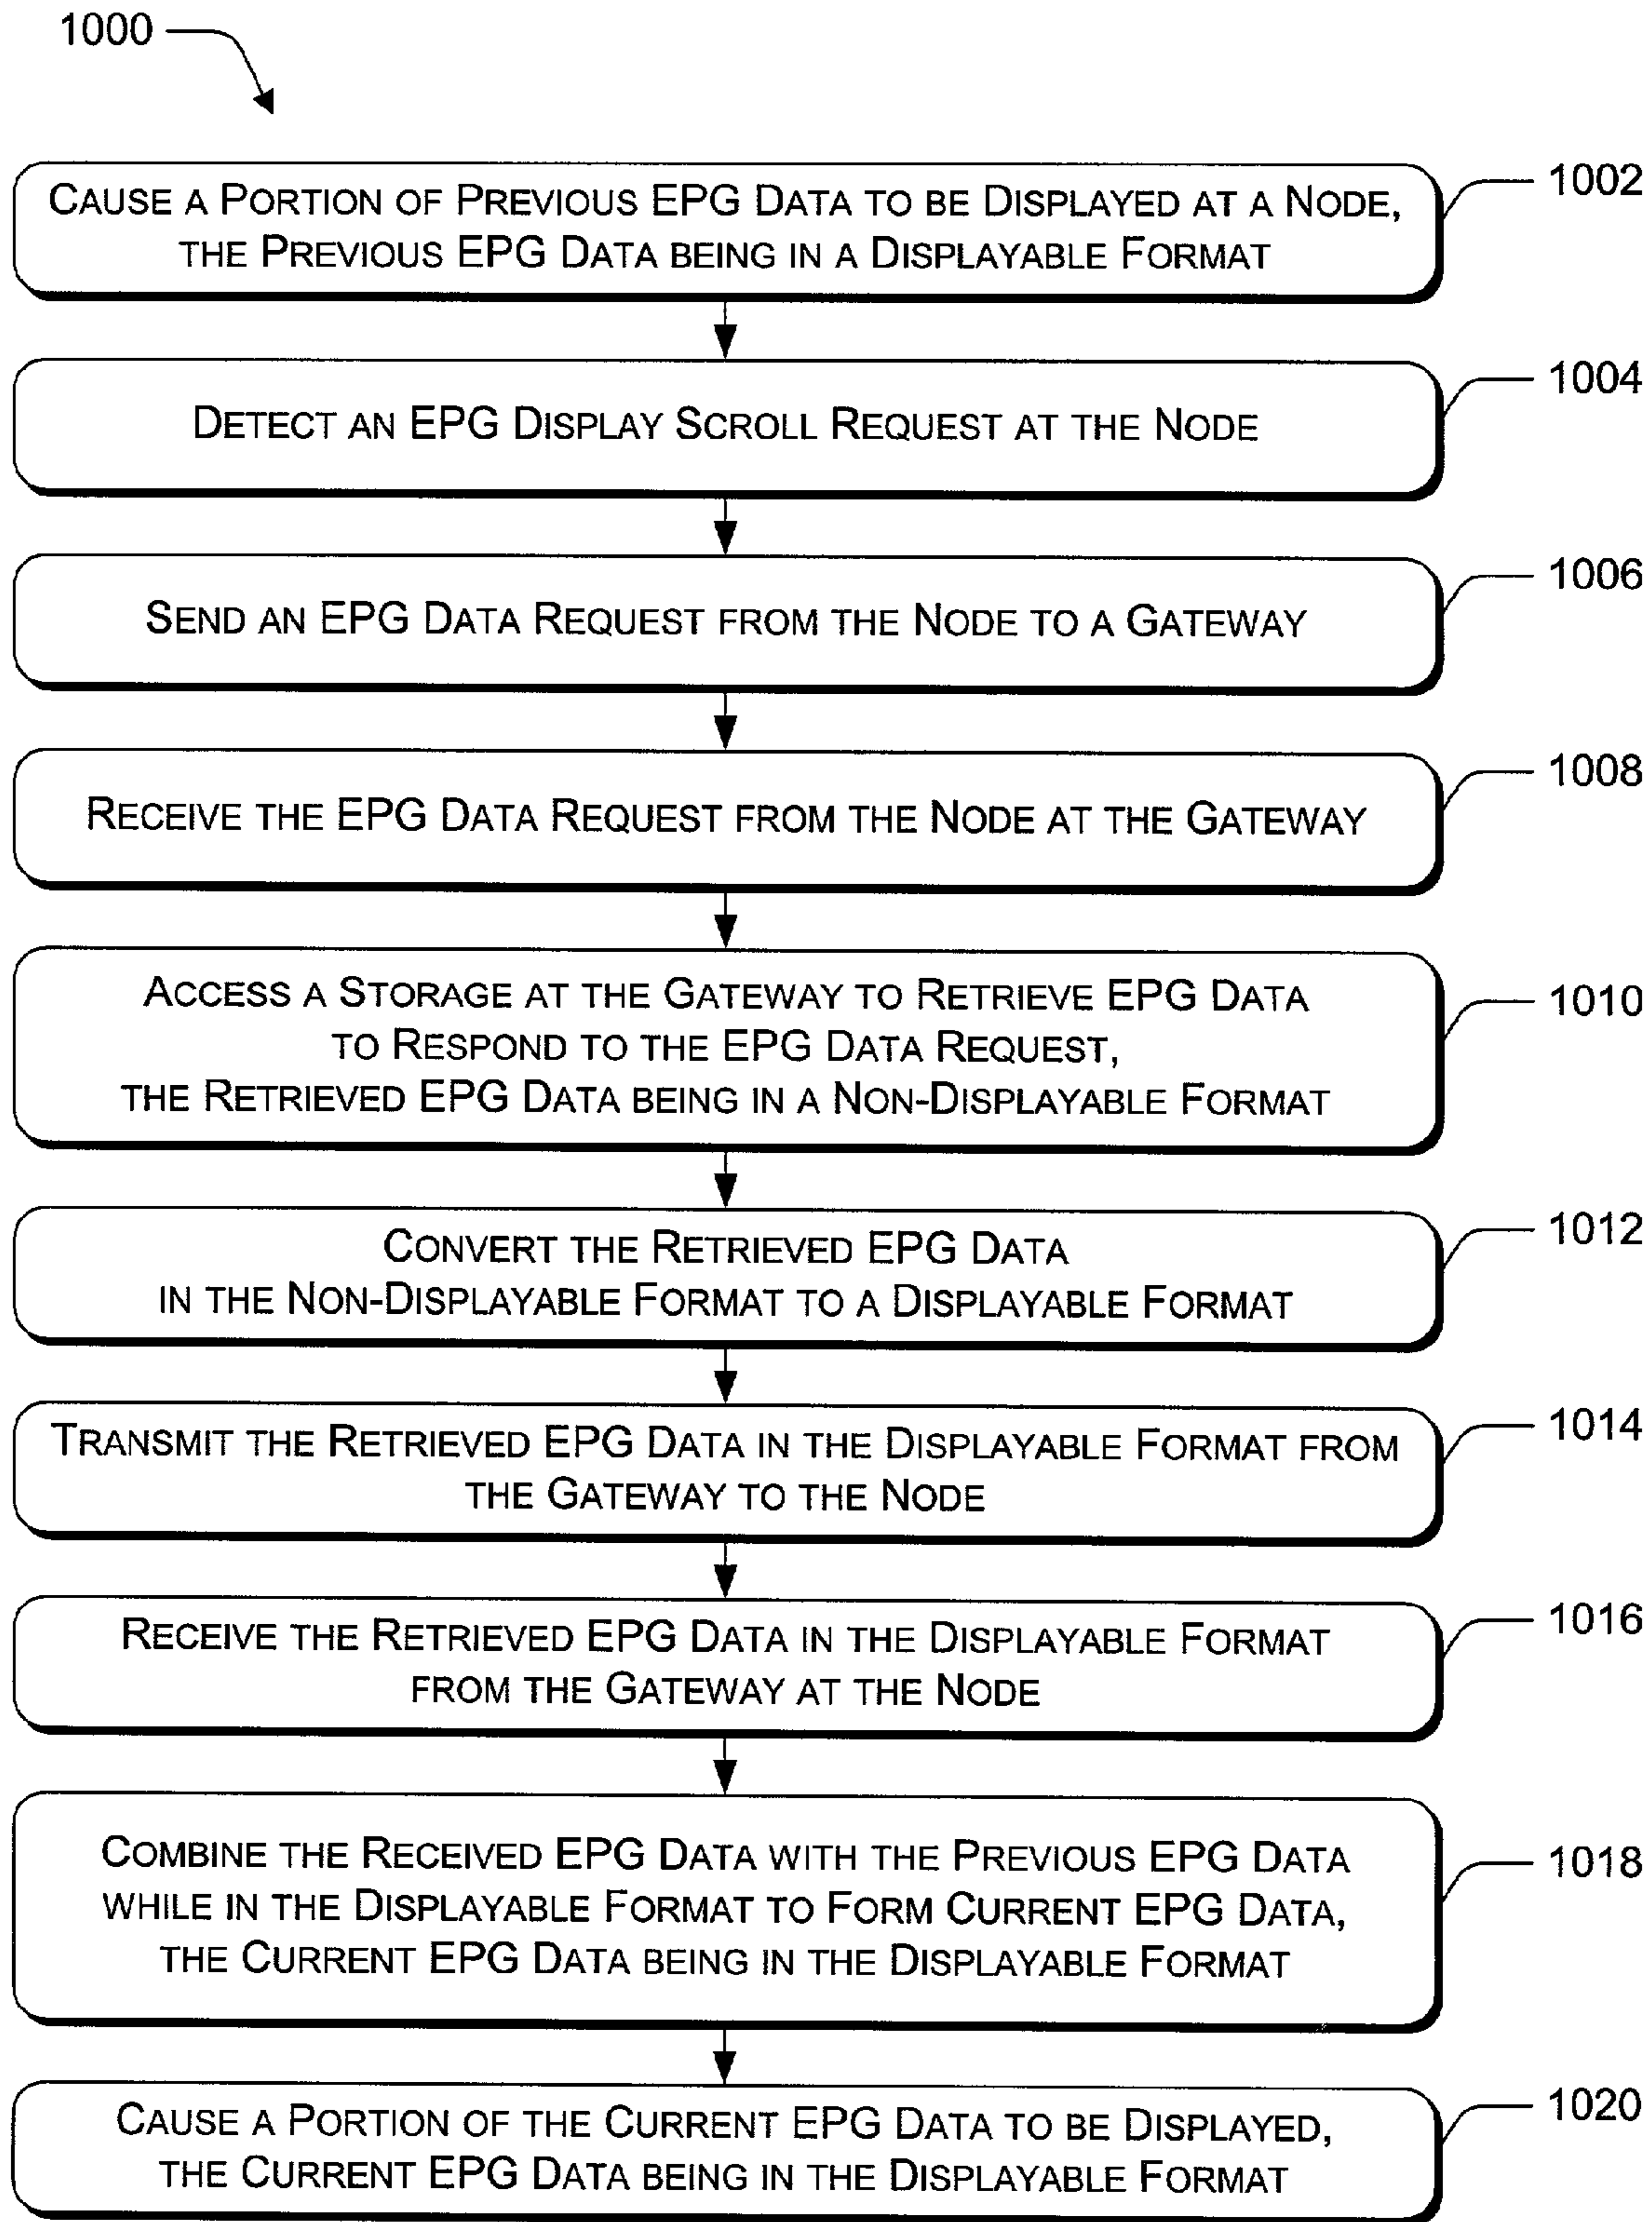 1000
CAUSE A PORTION OF PREVIOUS EPG DATA TO BE DISPLAYED AT A NODE,
THE PREVIOUS EPG DATA BEING IN A DISPLAYABLE FORMAT
1002
DETECT AN EPG DISPLAY SCROLL REQUEST AT THE NODE
1004
SEND AN EPG DATA REQUEST FROM THE NODE TO A GATEWAY
1006
RECEIVE THE EPG DATA REQUEST FROM THE NODE AT THE GATEWAY
1008
ACCESS A STORAGE AT THE GATEWAY TO RETRIEVE EPG DATA
TO RESPOND TO THE EPG DATA REQUEST,
THE RETRIEVED EPG DATA BEING IN A NON-DISPLAYABLE FORMAT
1010
CONVERT THE RETRIEVED EPG DATA
IN THE NON-DISPLAYABLE FORMAT TO A DISPLAYABLE FORMAT
1012
TRANSMIT THE RETRIEVED EPG DATA IN THE DISPLAYABLE FORMAT FROM
THE GATEWAY TO THE NODE
1014
RECEIVE THE RETRIEVED EPG DATA IN THE DISPLAYABLE FORMAT
FROM THE GATEWAY AT THE NODE
1016
COMBINE THE RECEIVED EPG DATA WITH THE PREVIOUS EPG DATA
WHILE IN THE DISPLAYABLE FORMAT TO FORM CURRENT EPG DATA,
THE CURRENT EPG DATA BEING IN THE DISPLAYABLE FORMAT
1018
CAUSE A PORTION OF THE CURRENT EPG DATA TO BE DISPLAYED,
THE CURRENT EPG DATA BEING IN THE DISPLAYABLE FORMAT
1020